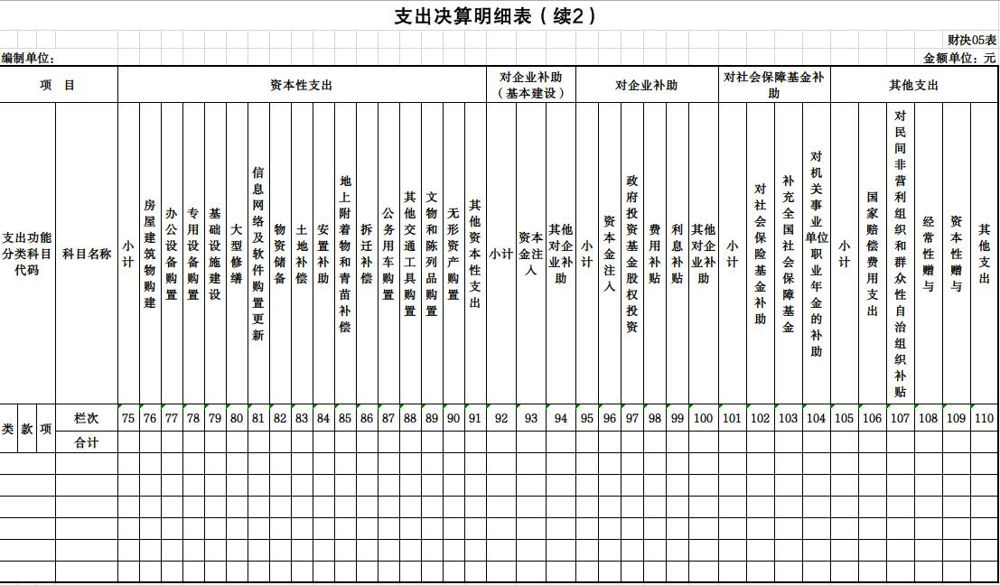 支出决算明细表（续2）
财决05表
编制单位：
金额单位：元
项 目
资本性支出
对企业补助
（基本建设）
对企业补助
对社会保障基金补
助
其他支出
支出功能
分类科目
代码
科目名称
小计
房屋建筑物购建
办公设备购置
专用设备购置
基础设施建设
大型修缮
信息网络及软件购置更新
物资储备
土地补偿
安置补助
地上附着物和青苗补偿
拆迁补偿
公务用车购置
其他交通工具购置
文物和陈列品购置
无形资产购置
其他资本性支出
小计
资本
金注
入
其他
对企
业补
助
小计
资本金注入
政府投资基金股权投资
费用补贴
利息补贴
其他
对企
业补
助
小计
对社会保险基金补助
补充全国社会保障基金
对机关事业单位职业年金的补助
小计
国家赔偿费用支出
对民间非营利组织和群众性自治组织补贴
经常性赠与
资本性赠与
其他支出
类 款 项 栏次 75 76 77 78 79 80 81 82 83 84 85 86 87 88 89 90 91 92 93 94 95 96 97 98 99 100 101 102 103 104 105 106 107 108 109 110
合计